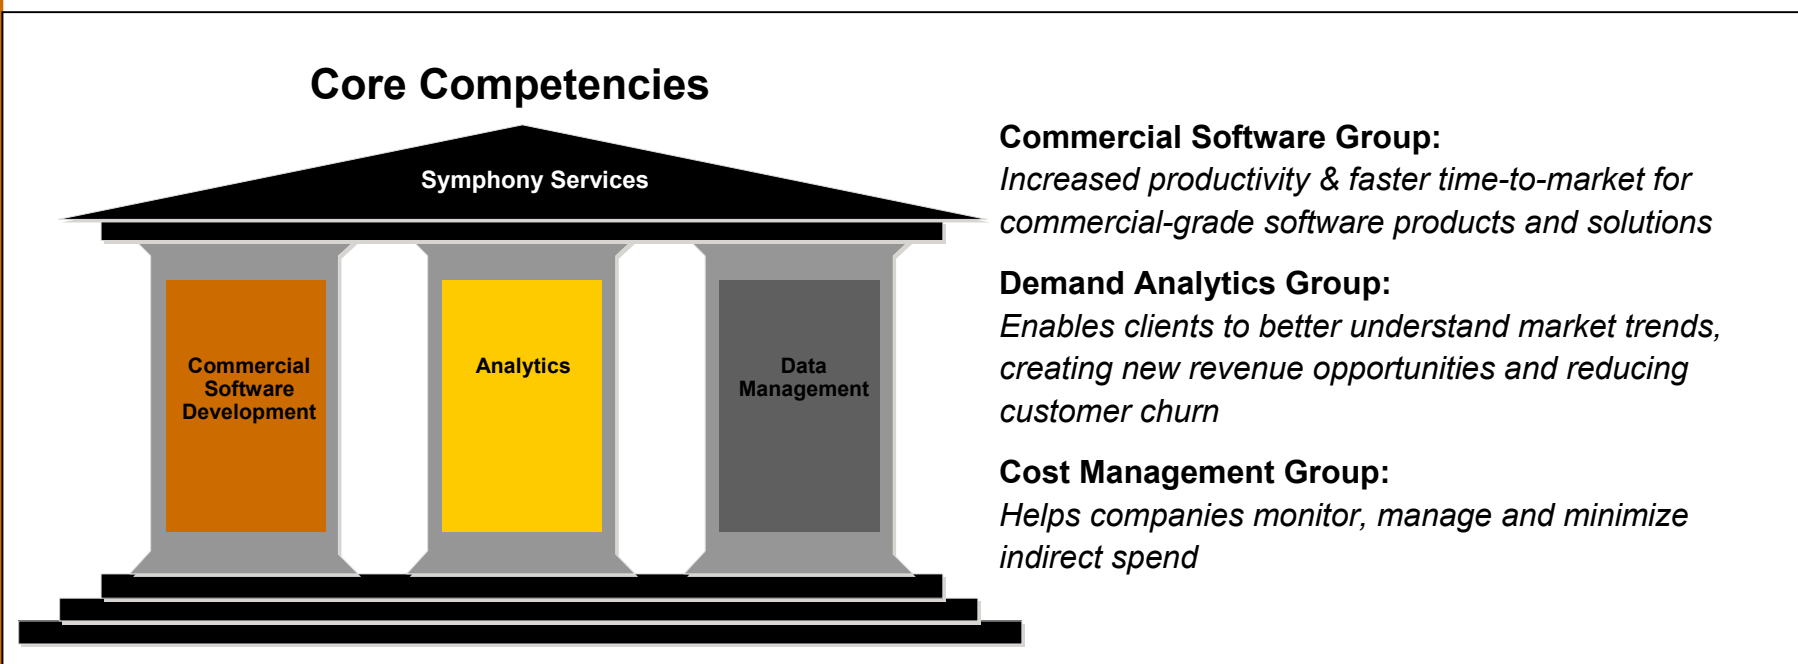 Core Competencies
Symphony Services
Commercial
Software
Development
Analytics
Data
Management
Commercial Software Group:
Increased productivity & faster time-to-market for
commercial-grade software products and solutions
Demand Analytics Group:
Enables clients to better understand market trends,
creating new revenue opportunities and reducing
customer churn
Cost Management Group:
Helps companies monitor, manage and minimize
indirect spend